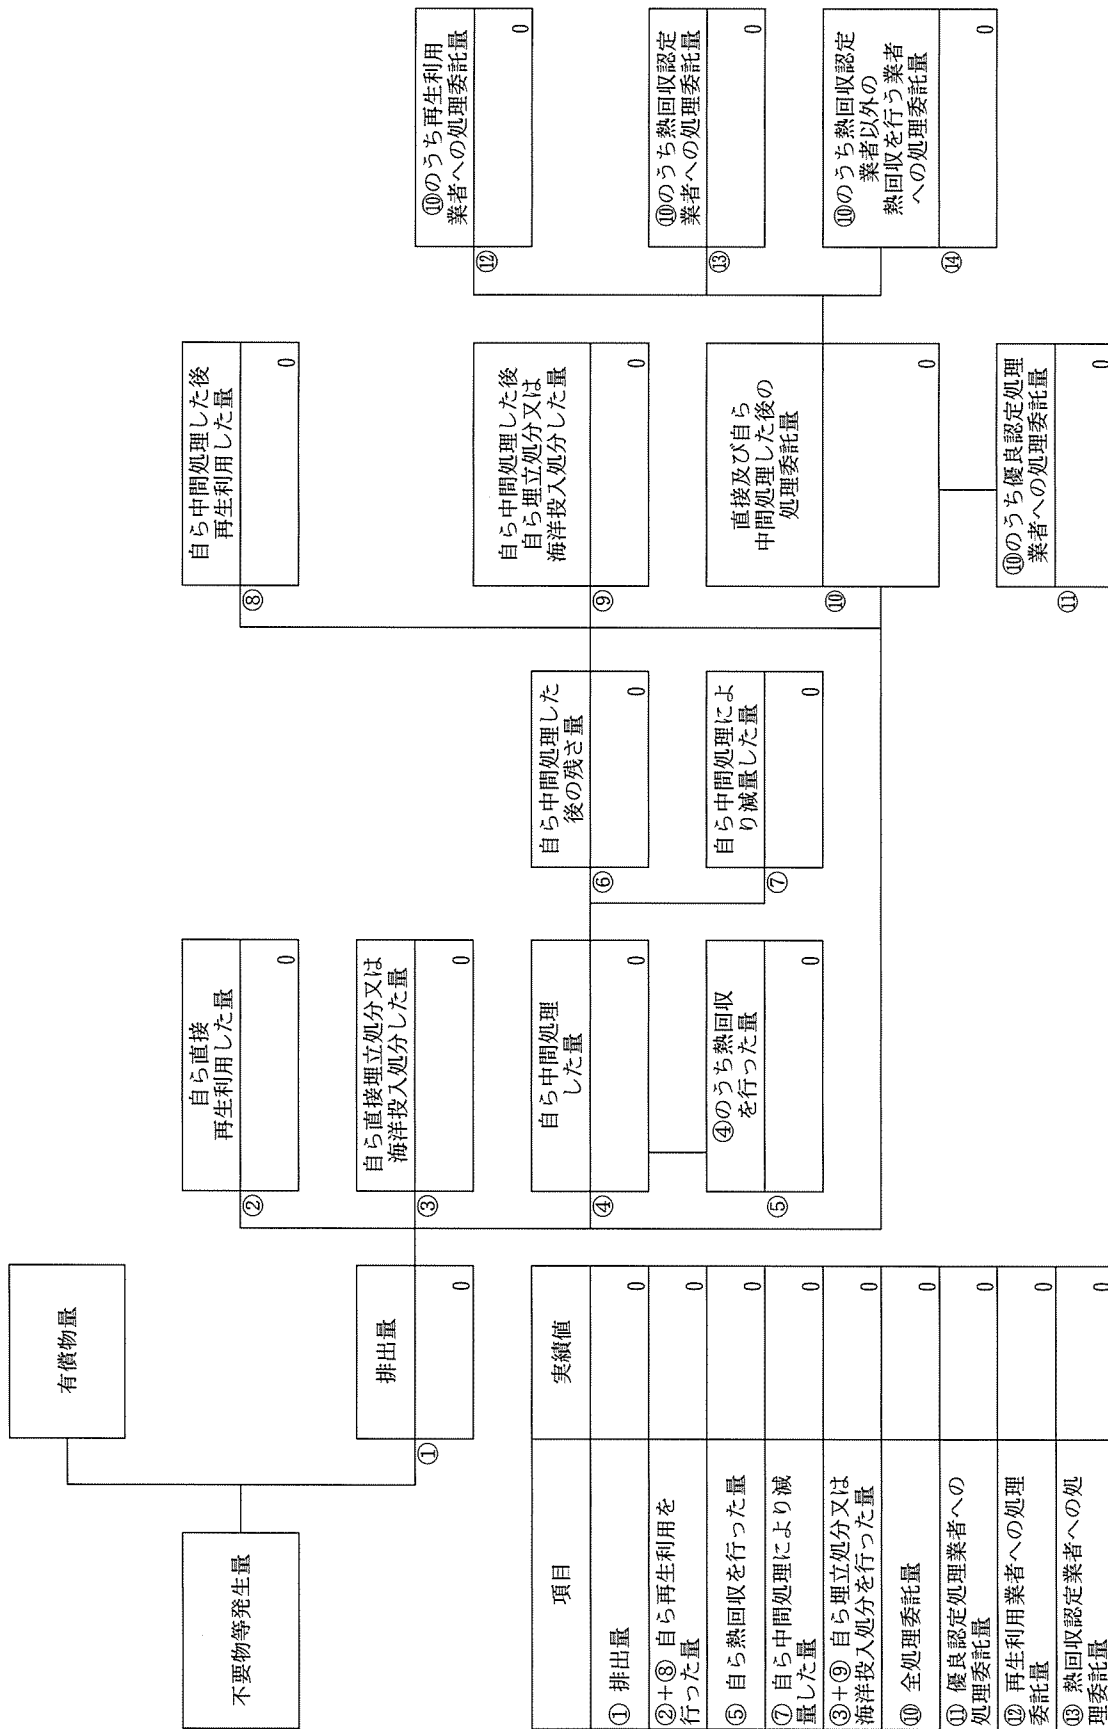 不要物等発生量
有償物量
①
排出量
0
②
自ら直接
再生利用した量
0
③
自ら直接埋立処分又は
海洋投入処分した量
0
④
自ら中間処理
した量
0
⑤
④のうち熱回収
を行った量
0
⑥
自ら中間処理した
後の残さ量
0
⑦
自ら中間処理によ
り減量した量
0
⑧
自ら中間処理した後
再生利用した量
0
⑨
自ら中間処理した後
自ら埋立処分又は
海洋投入処分した量
0
⑩
直接及び自ら
中間処理した後の
処理委託量
0
⑪
⑩のうち優良認定処理
業者への処理委託量
0
⑫
⑩のうち再生利用
業者への処理委託量
0
⑬
⑩のうち熱回収認定
業者への処理委託量
0
⑭
⑩のうち熱回収認定
業者以外の
熱回収を行う業者
への処理委託量
0
項目 実績値
① 排出量 0
②+⑧ 自ら再生利用を
行った量 0
⑤ 自ら熱回収を行った量 0
⑦ 自ら中間処理により減
量した量 0
③+⑨ 自ら埋立処分又は
海洋投入処分を行った量 0
⑩ 全処理委託量 0
⑪ 優良認定処理業者への
処理委託量 0
⑫ 再生利用業者への処理
委託量 0
⑬ 熱回収認定業者への処
理委託量 0